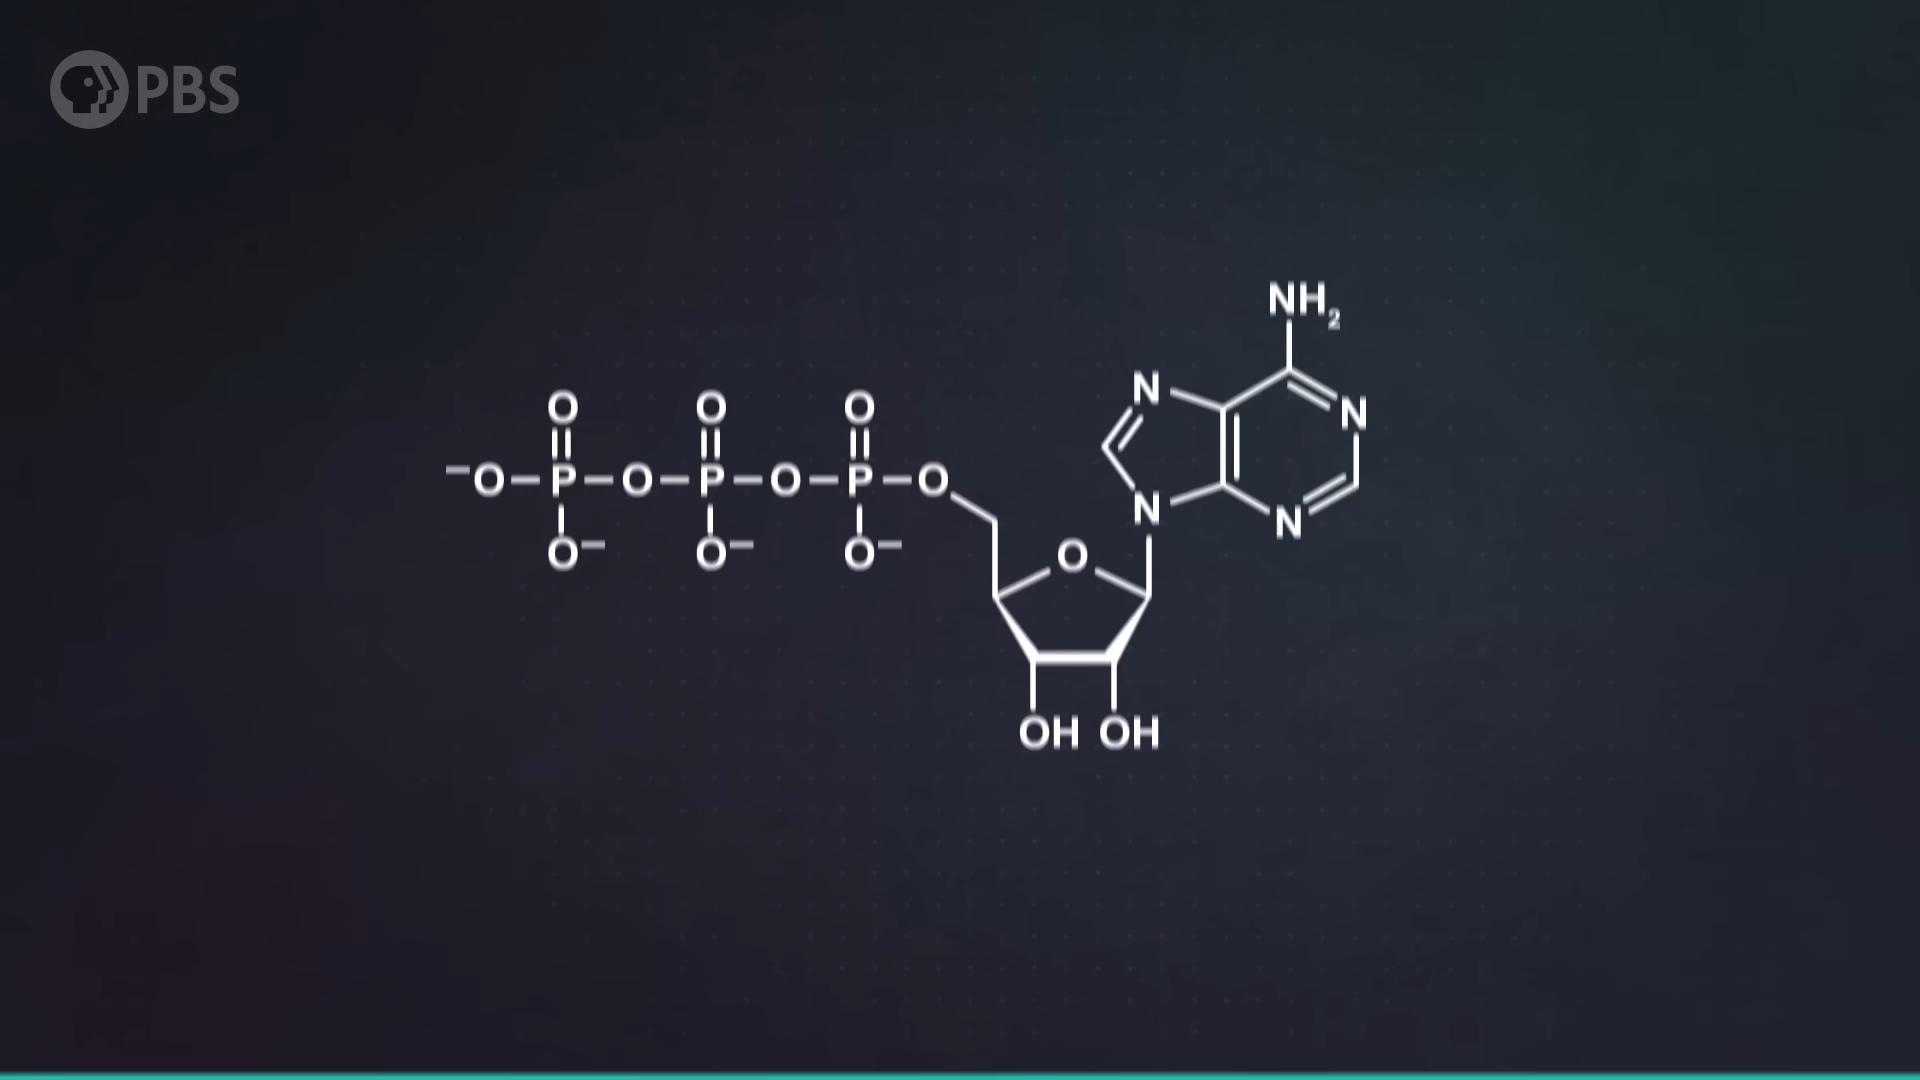 PBS
NH₂
N
N
O O O
⁻O–P–O–P–O–P–O
N
N
O⁻ O⁻ O⁻
O
OH OH